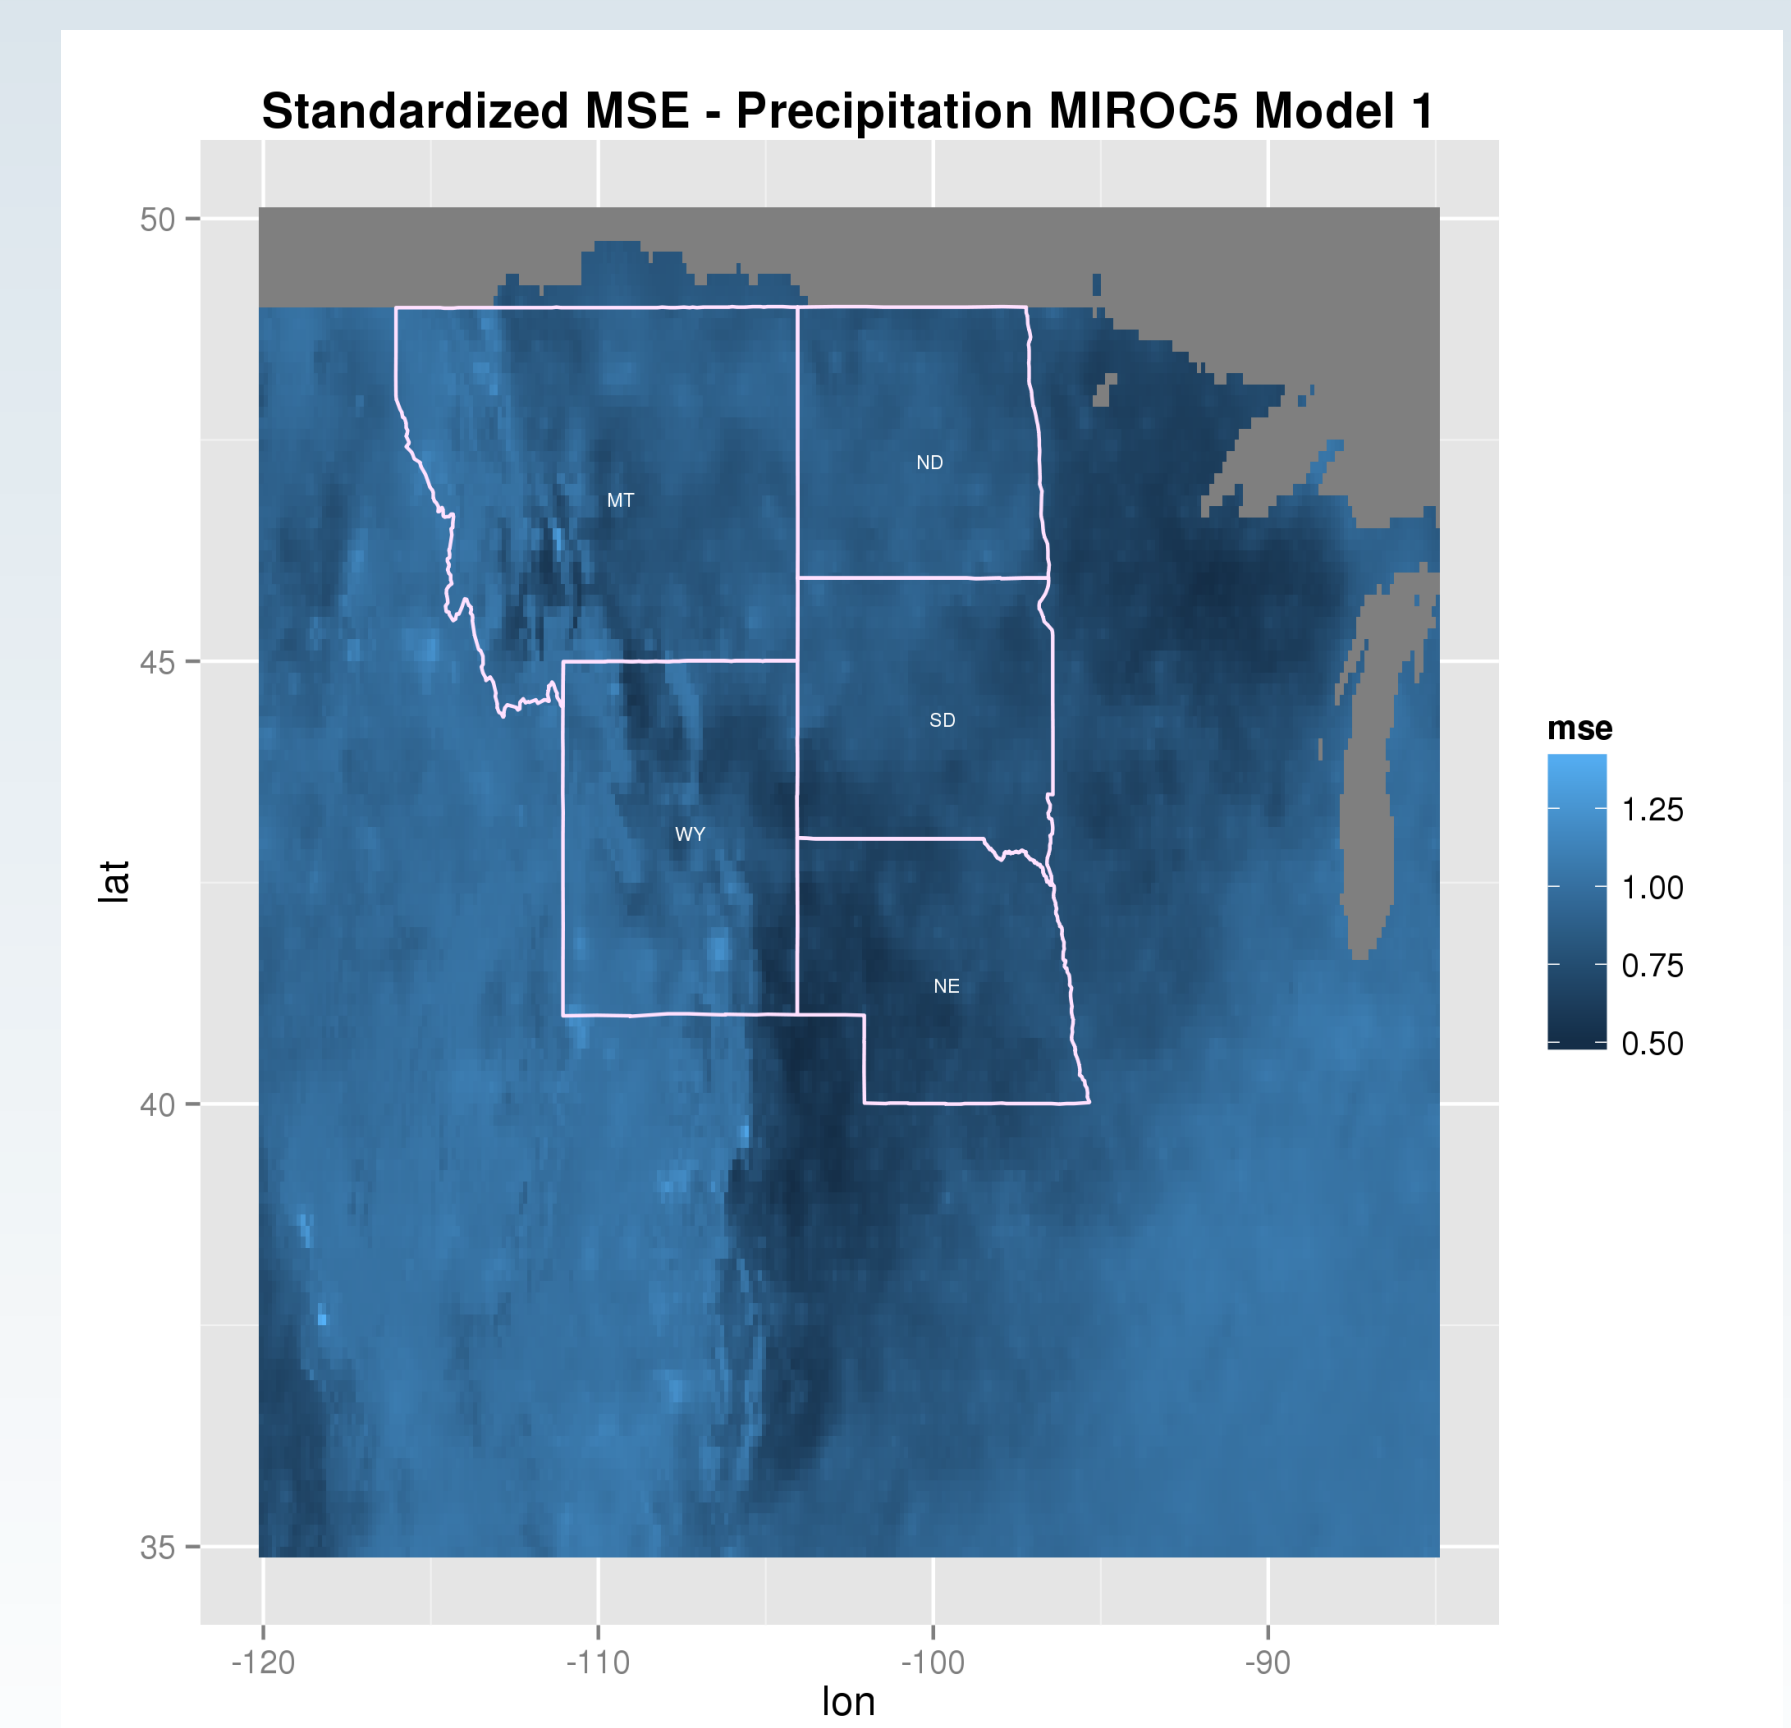 Standardized MSE - Precipitation MIROC5 Model 1
50
45
40
35
lat
MT
ND
SD
WY
NE
mse
1.25
1.00
0.75
0.50
-120
-110
-100
-90
lon